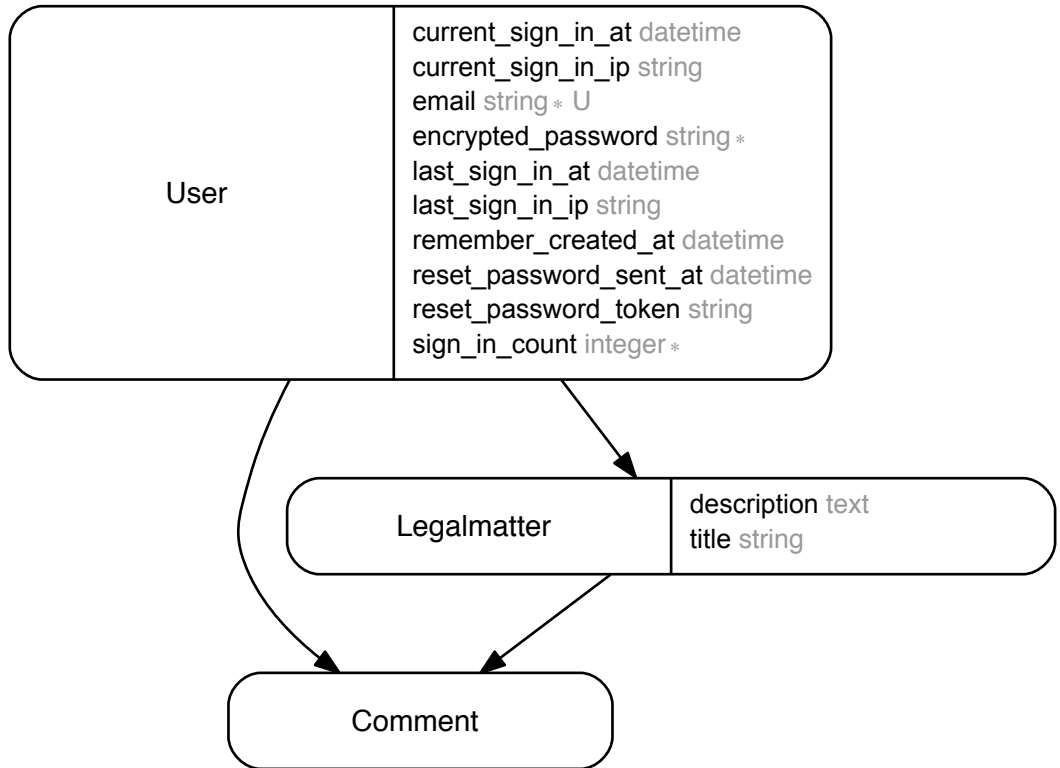 User
current_sign_in_at datetime
current_sign_in_ip string
email string * U
encrypted_password string *
last_sign_in_at datetime
last_sign_in_ip string
remember_created_at datetime
reset_password_sent_at datetime
reset_password_token string
sign_in_count integer *
Legalmatter
description text
title string
Comment